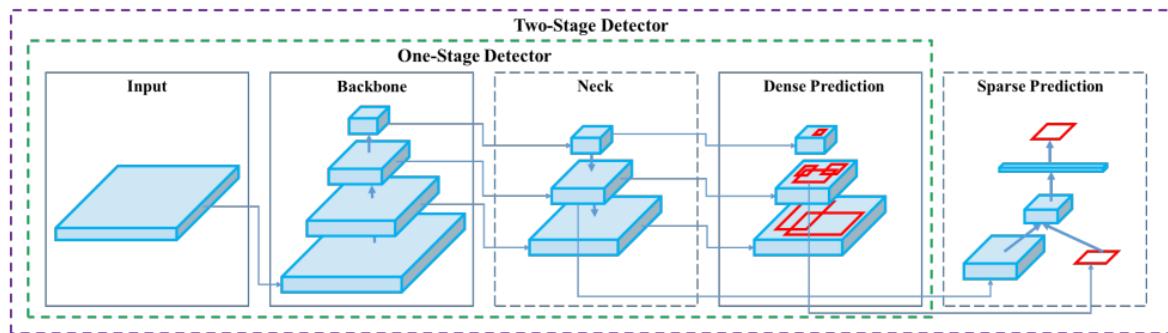 Two-Stage Detector
One-Stage Detector
Input
Backbone
Neck
Dense Prediction
Sparse Prediction